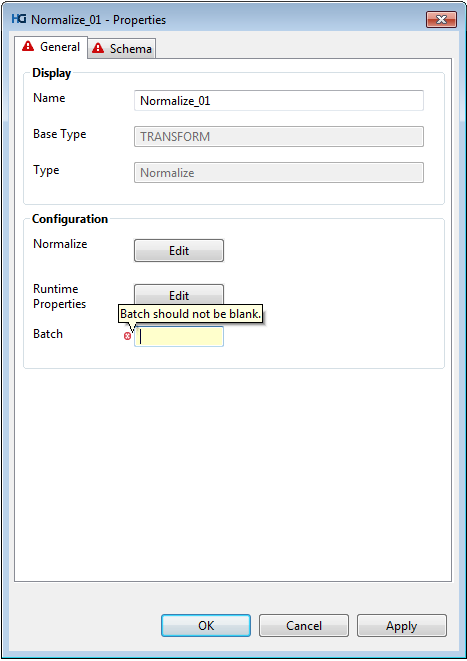 HG Normalize_01 - Properties
General
Schema
Display
Name
Normalize_01
Base Type
TRANSFORM
Type
Normalize
Configuration
Normalize
Edit
Runtime
Properties
Edit
Batch should not be blank.
Batch
OK
Cancel
Apply